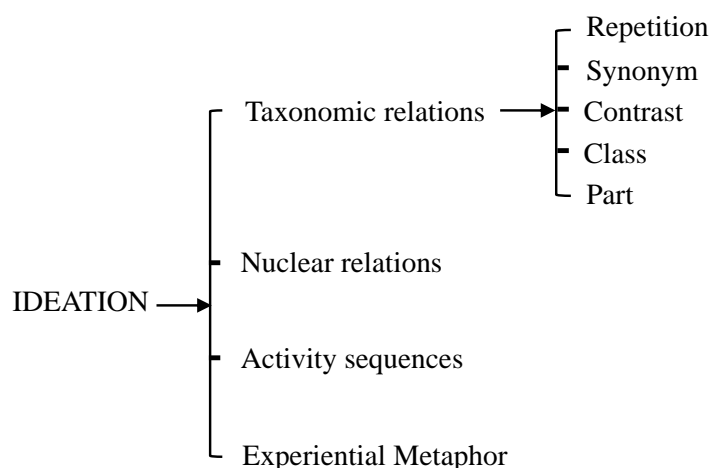 Repetition
Synonym
Taxonomic relations
Contrast
Class
Part
Nuclear relations
IDEATION
Activity sequences
Experiential Metaphor